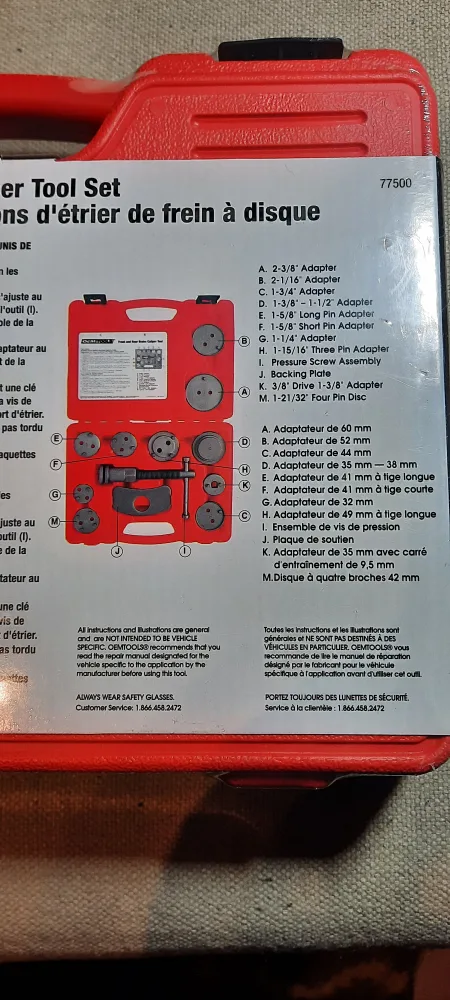 er Tool Set
77500
ons d'étrier de frein à disque
UNIS DE
n les
s'ajuste au
l'outil (I).
ble de la
aptateur au
t de la
t une clé
a vis de
ort d'étrier.
pas tordu
aquettes
les
juste au
outil (I).
e de la
tateur au
une clé
vis de
d'étrier.
as tordu
uettes
A. 2-3/8" Adapter
B. 2-1/16" Adapter
C. 1-3/4" Adapter
D. 1-3/8" – 1-1/2" Adapter
E. 1-5/8" Long Pin Adapter
F. 1-5/8" Short Pin Adapter
G. 1-1/4" Adapter
H. 1-15/16" Three Pin Adapter
I. Pressure Screw Assembly
J. Backing Plate
K. 3/8" Drive 1-3/8" Adapter
M. 1-21/32" Four Pin Disc
A. Adaptateur de 60 mm
B. Adaptateur de 52 mm
C. Adaptateur de 44 mm
D. Adaptateur de 35 mm — 38 mm
E. Adaptateur de 41 mm à tige longue
F. Adaptateur de 41 mm à tige courte
G. Adaptateur de 32 mm
H. Adaptateur de 49 mm à tige longue
I. Ensemble de vis de pression
J. Plaque de soutien
K. Adaptateur de 35 mm avec carré
d'entraînement de 9,5 mm
M. Disque à quatre broches 42 mm
B
A
E
D
F
H
K
G
C
M
J
I
All instructions and illustrations are general
and are NOT INTENDED TO BE VEHICLE
SPECIFIC. OEMTOOLS® recommends that you
read the repair manual designated for the
vehicle specific to the application by the
manufacturer before using this tool.
ALWAYS WEAR SAFETY GLASSES.
Customer Service: 1.866.458.2472
Toutes les instructions et les illustrations sont
générales et NE SONT PAS DESTINÉS À DES
VÉHICULES EN PARTICULIER. OEMTOOLS® vous
recommande de lire le manuel de réparation
désigné par le fabricant pour le véhicule
spécifique à l'application avant d'utiliser cet outil.
PORTEZ TOUJOURS DES LUNETTES DE SÉCURITÉ.
Service à la clientèle : 1.866.458.2472